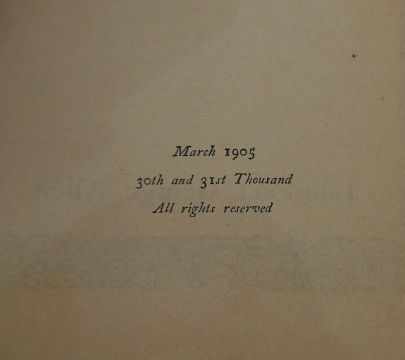 March 1905
30th and 31st Thousand
All rights reserved